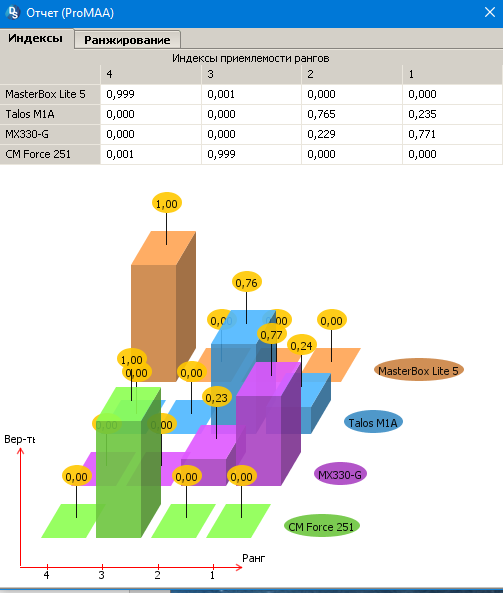 Отчет (ProMAA)
Индексы Ранжирование
Индексы приемлемости рангов
4 3 2 1
MasterBox Lite 5 0,999 0,001 0,000 0,000
Talos M1A 0,000 0,000 0,765 0,235
MX330-G 0,000 0,000 0,229 0,771
CM Force 251 0,001 0,999 0,000 0,000
1,00
0,76
0,00 0,00 0,00
0,77
0,24
1,00
MasterBox Lite 5
0,00 0,00
0,23
Talos M1A
0,00 0,00
MX330-G
0,00 0,00 0,00
CM Force 251
Вер-ть
Ранг
4 3 2 1